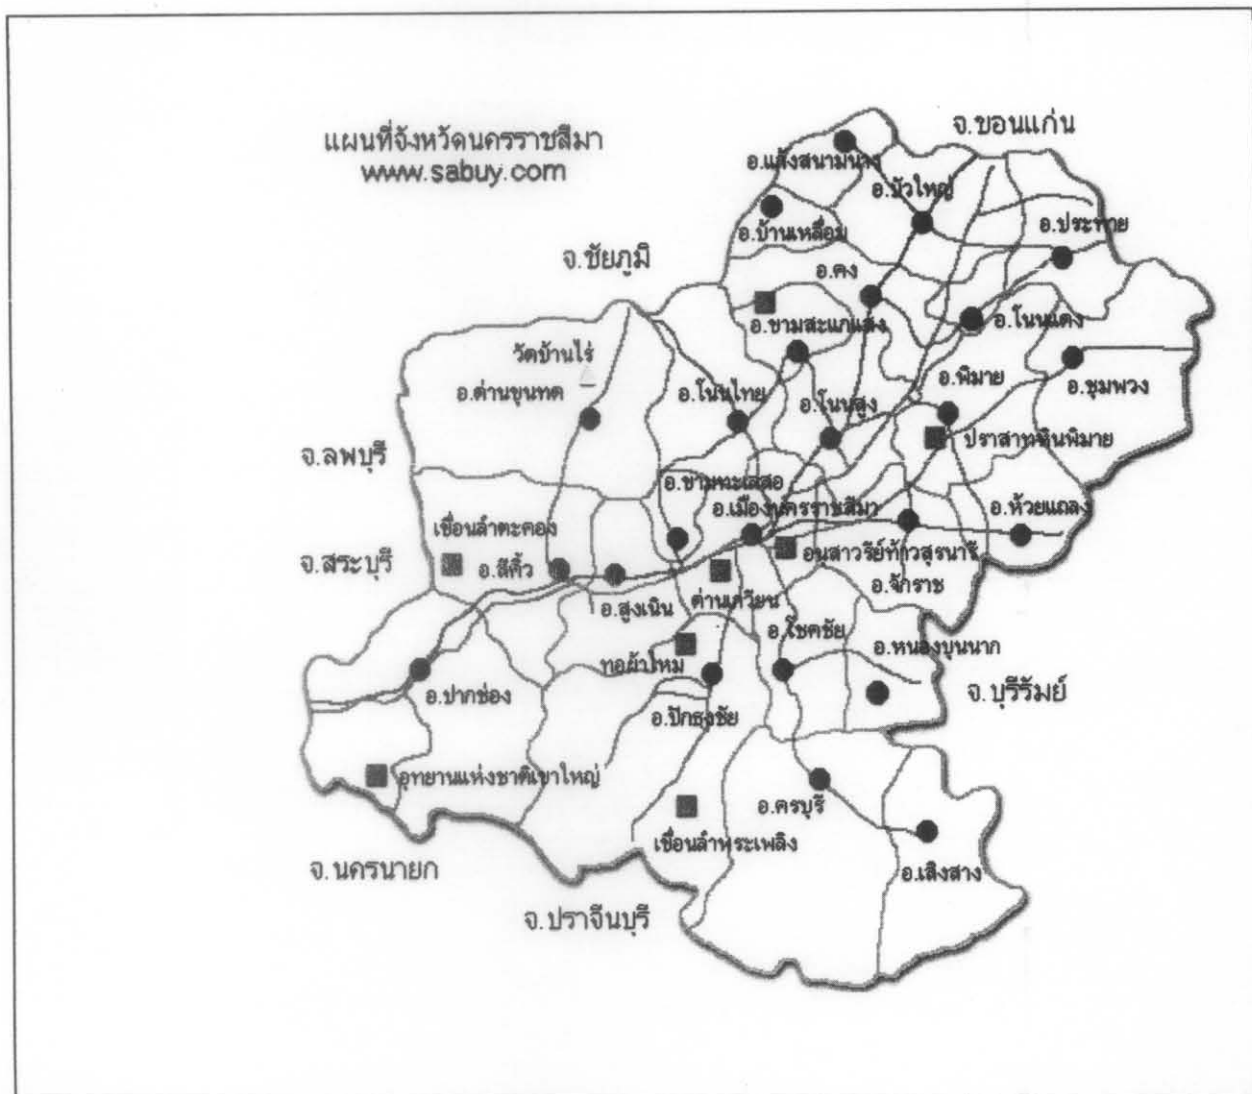 แผนที่จังหวัดนครราชสีมา
www.sabuy.com
จ.ขอนแก่น
อ.แก้งสนามนาง
อ.บัวใหญ่
อ.บ้านเหลื่อม
อ.ประทาย
จ.ชัยภูมิ
อ.คง
อ.ขามสะแกแสง
อ.โนนแดง
วัดบ้านไร่
อ.ด่านขุนทด
อ.โนนไทย
อ.โนนสูง
อ.พิมาย
อ.ชุมพวง
ปราสาทหินพิมาย
จ.ลพบุรี
อ.ขามทะเลสอ
อ.เมืองนครราชสีมา
อ.ห้วยแถลง
เขื่อนลำตะคอง
จ.สระบุรี
อ.สีคิ้ว
อนุสาวรีย์ท้าวสุรนารี
อ.จักราช
อ.สูงเนิน
ด่านเกวียน
อ.โชคชัย
อ.หนองบุนนาก
ทอผ้าไหม
จ.บุรีรัมย์
อ.ปากช่อง
อ.ปักธงชัย
อุทยานแห่งชาติเขาใหญ่
อ.ครบุรี
เขื่อนลำพระเพลิง
จ.นครนายก
อ.เสิงสาง
จ.ปราจีนบุรี